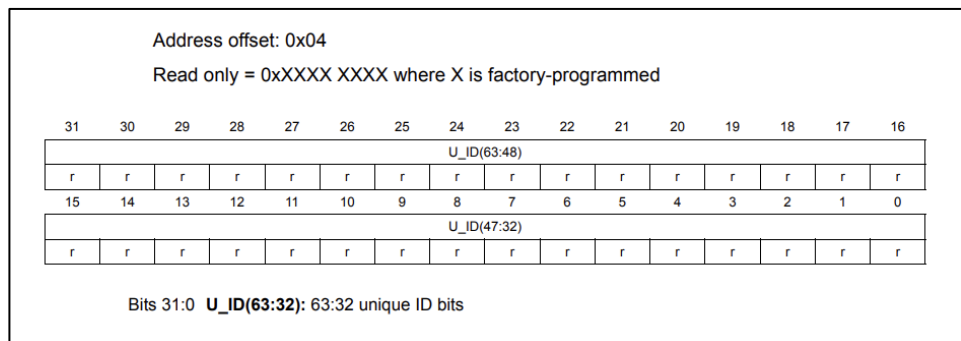 Address offset: 0x04
Read only = 0xXXXX XXXX where X is factory-programmed
31 30 29 28 27 26 25 24 23 22 21 20 19 18 17 16
U_ID(63:48)
r r r r r r r r r r r r r r r r
15 14 13 12 11 10 9 8 7 6 5 4 3 2 1 0
U_ID(47:32)
r r r r r r r r r r r r r r r r
Bits 31:0 U_ID(63:32): 63:32 unique ID bits